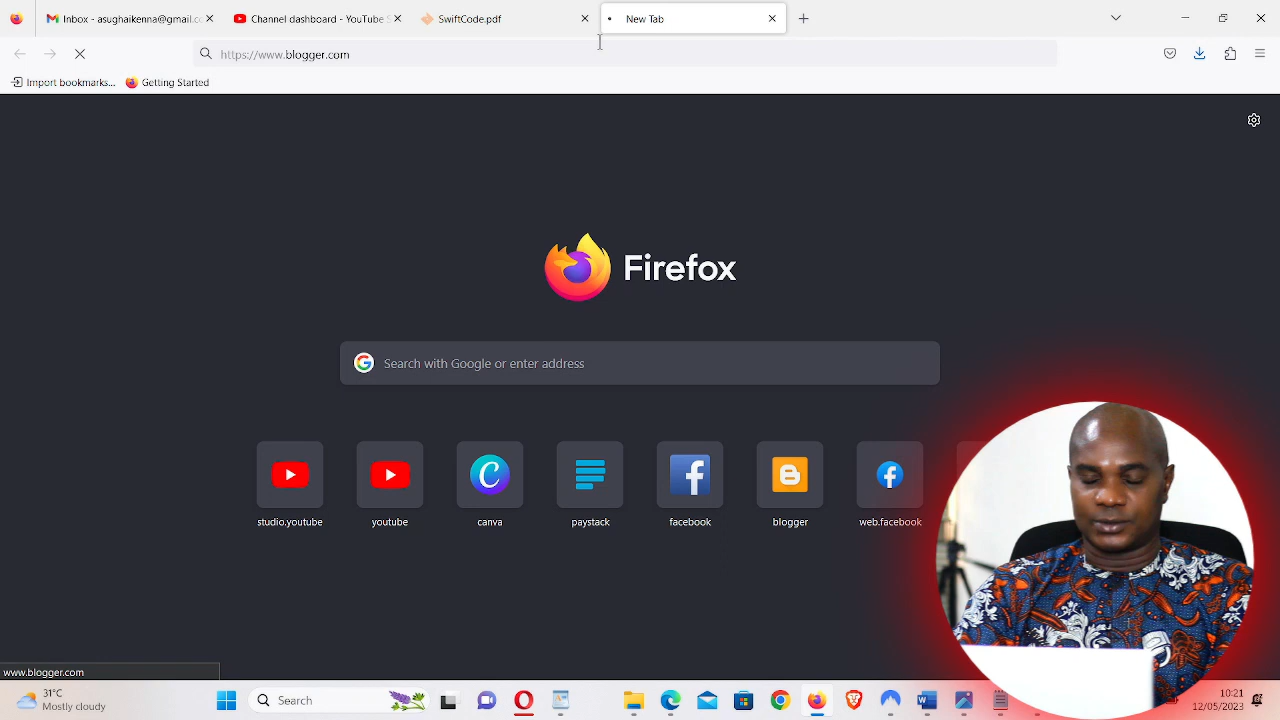 Inbox - asughaikenna@gmail.co
Channel dashboard - YouTube S
SwiftCode.pdf
New Tab
https://www.blogger.com
Import bookmarks...
Getting Started
Firefox
Search with Google or enter address
studio.youtube
youtube
canva
paystack
facebook
blogger
web.facebook
www.blogger.com
31°C
Mostly cloudy
Search
10:21
12/05/2023